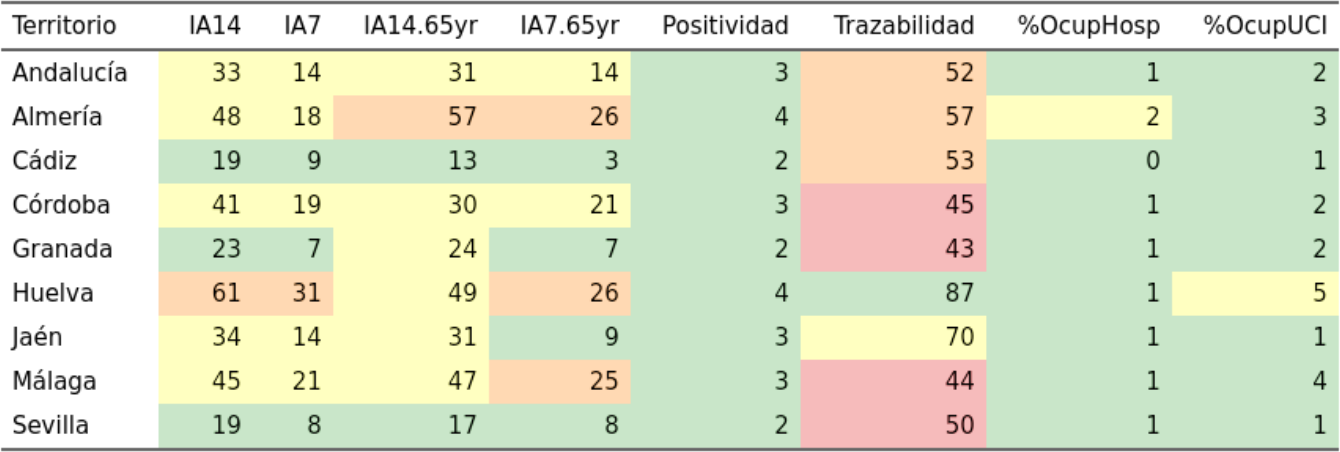 Territorio IA14 IA7 IA14.65yr IA7.65yr Positividad Trazabilidad %OcupHosp %OcupUCI
Andalucía 33 14 31 14 3 52 1 2
Almería 48 18 57 26 4 57 2 3
Cádiz 19 9 13 3 2 53 0 1
Córdoba 41 19 30 21 3 45 1 2
Granada 23 7 24 7 2 43 1 2
Huelva 61 31 49 26 4 87 1 5
Jaén 34 14 31 9 3 70 1 1
Málaga 45 21 47 25 3 44 1 4
Sevilla 19 8 17 8 2 50 1 1